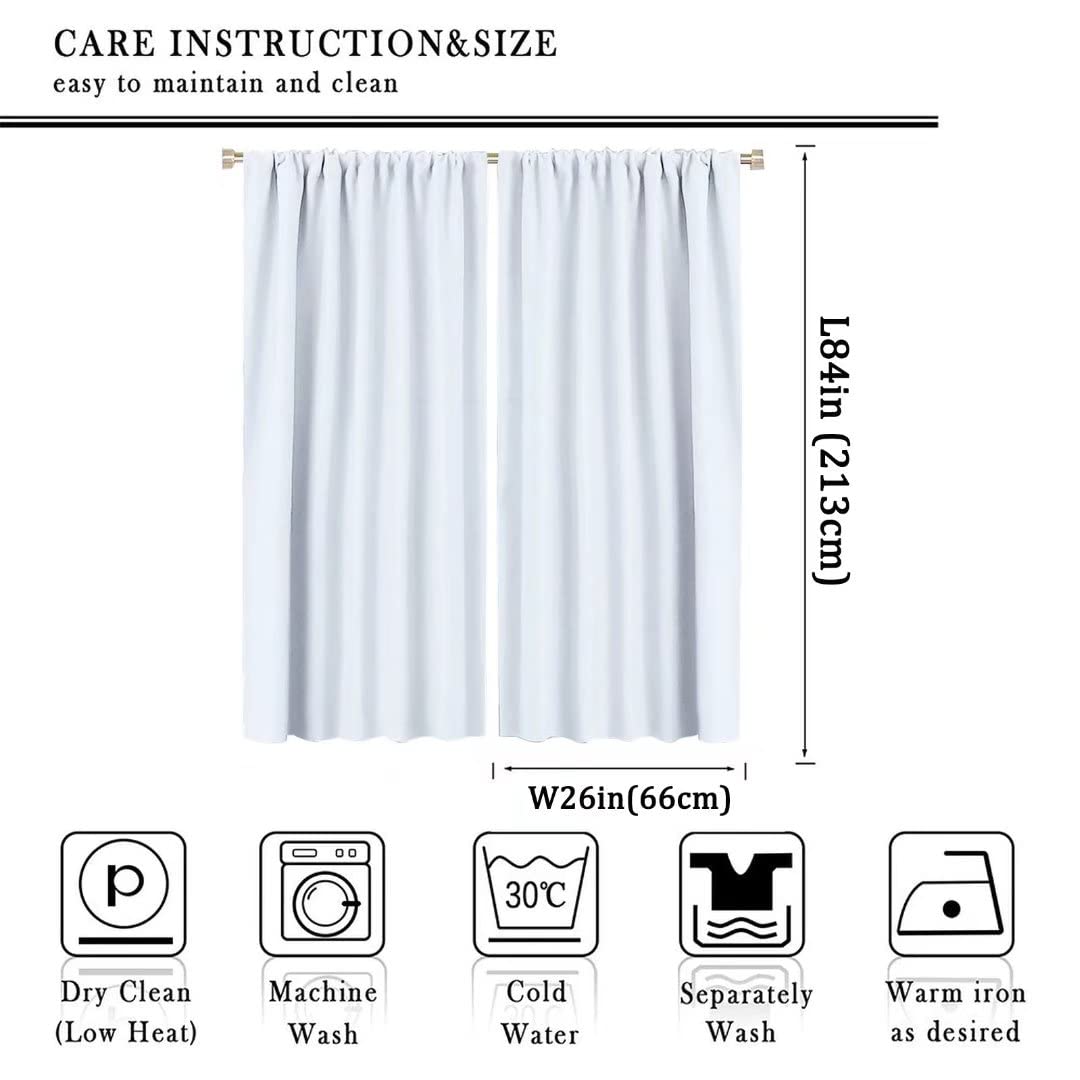 CARE INSTRUCTION&SIZE
easy to maintain and clean
L84in (213cm)
W26in(66cm)
p
30℃
Dry Clean
(Low Heat)
Machine
Wash
Cold
Water
Separately
Wash
Warm iron
as desired